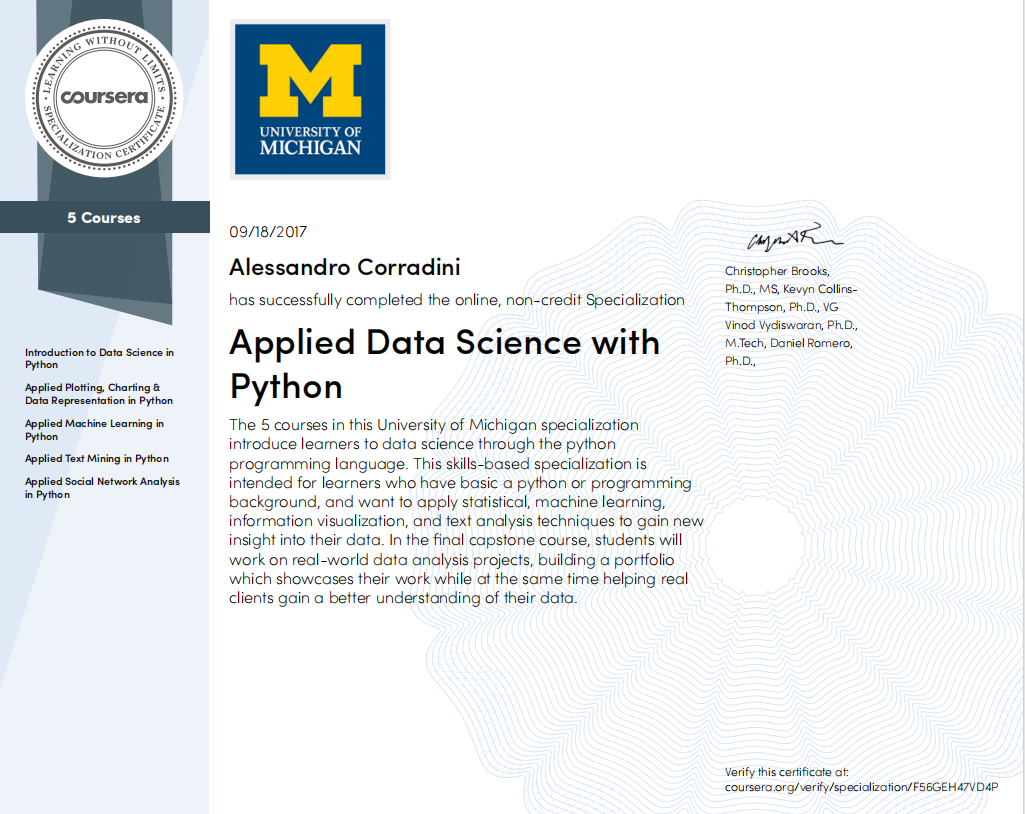 LEARNING WITHOUT LIMITS
coursera
SPECIALIZATION CERTIFICATE
5 Courses
Introduction to Data Science in
Python
Applied Plotting, Charting &
Data Representation in Python
Applied Machine Learning in
Python
Applied Text Mining in Python
Applied Social Network Analysis
in Python
M
UNIVERSITY OF
MICHIGAN
09/18/2017
Alessandro Corradini
has successfully completed the online, non-credit Specialization
Applied Data Science with
Python
The 5 courses in this University of Michigan specialization
introduce learners to data science through the python
programming language. This skills-based specialization is
intended for learners who have basic a python or programming
background, and want to apply statistical, machine learning,
information visualization, and text analysis techniques to gain new
insight into their data. In the final capstone course, students will
work on real-world data analysis projects, building a portfolio
which showcases their work while at the same time helping real
clients gain a better understanding of their data.
Christopher Brooks,
Ph.D., MS, Kevyn Collins-
Thompson, Ph.D., VG
Vinod Vydiswaran, Ph.D.,
M.Tech, Daniel Romero,
Ph.D.,
Verify this certificate at:
coursera.org/verify/specialization/F56GEH47VD4P